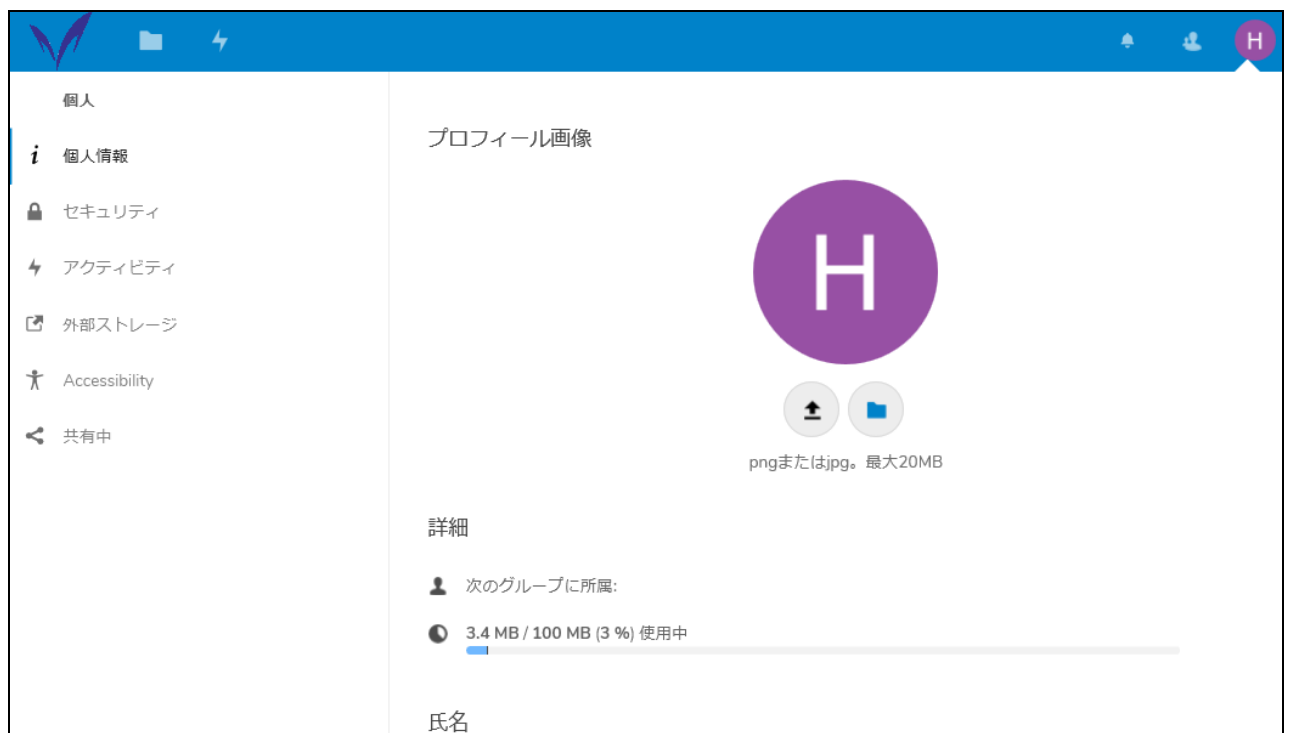 H
個人
個人情報
セキュリティ
アクティビティ
外部ストレージ
Accessibility
共有中
プロフィール画像
H
pngまたはjpg。最大20MB
詳細
次のグループに所属:
3.4 MB / 100 MB (3 %) 使用中
氏名